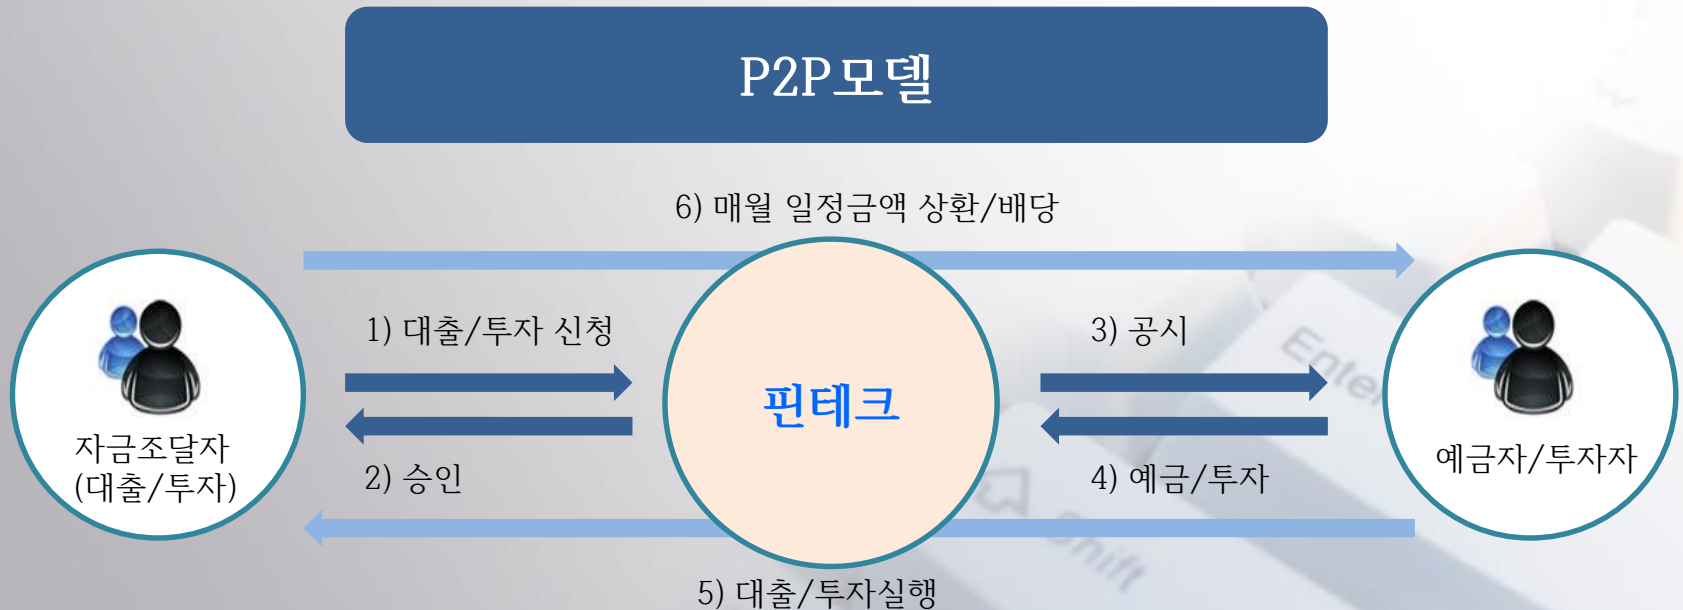 P2P모델
6) 매월 일정금액 상환/배당
1) 대출/투자 신청
3) 공시
핀테크
자금조달자
(대출/투자)
2) 승인
4) 예금/투자
예금자/투자자
5) 대출/투자실행
Enter
Shift